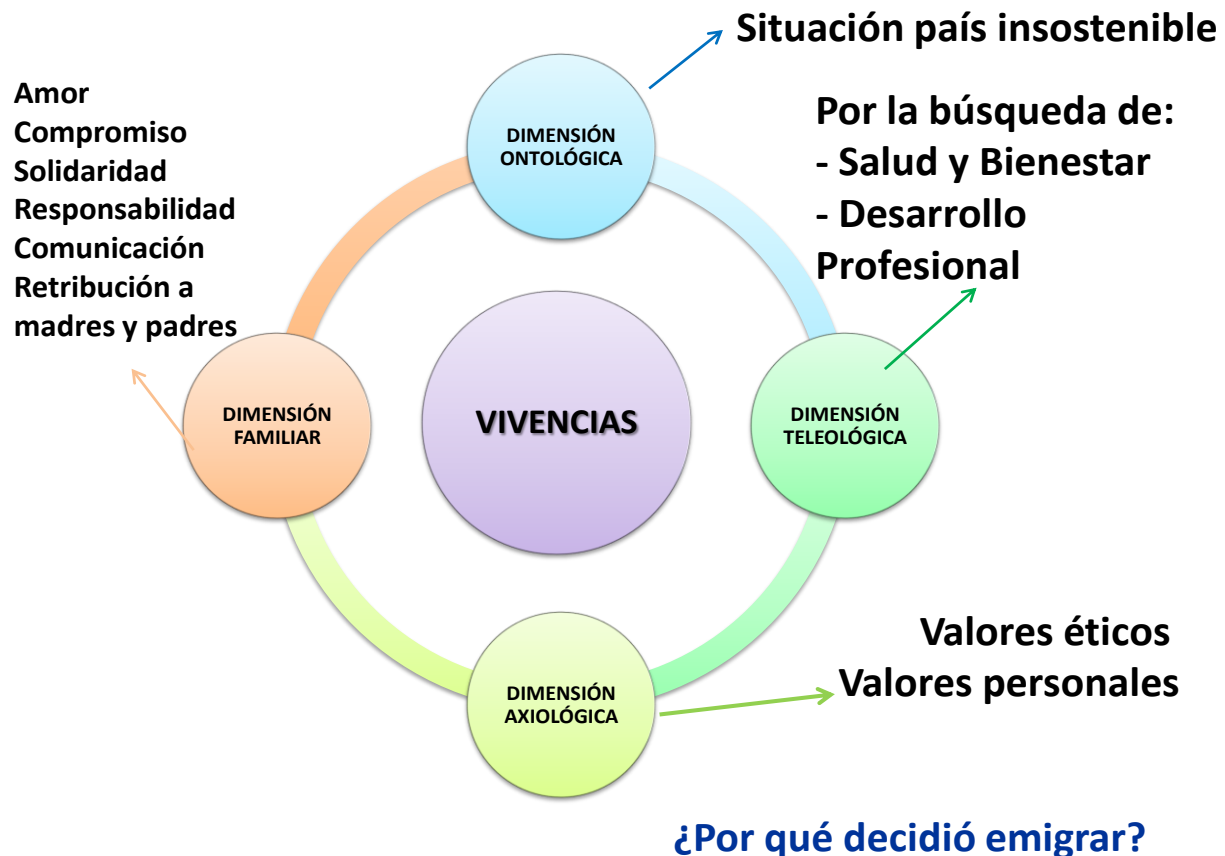 Situación país insostenible
Amor
Compromiso
Solidaridad
Responsabilidad
Comunicación
Retribución a
madres y padres
DIMENSIÓN
ONTOLÓGICA
Por la búsqueda de:
- Salud y Bienestar
- Desarrollo
Profesional
DIMENSIÓN
FAMILIAR
VIVENCIAS
DIMENSIÓN
TELEOLÓGICA
DIMENSIÓN
AXIOLÓGICA
Valores éticos
Valores personales
¿Por qué decidió emigrar?